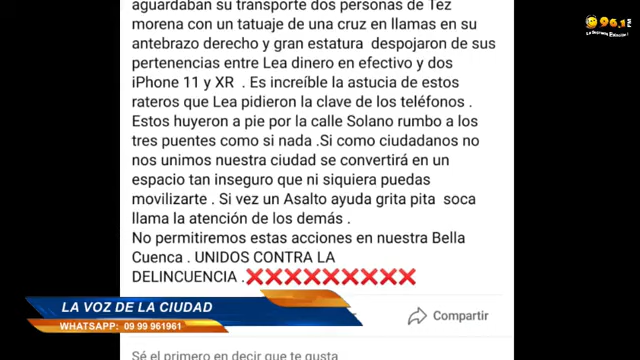 aguardaban su transporte dos personas de Tez
morena con un tatuaje de una cruz en llamas en su
antebrazo derecho y gran estatura despojaron de sus
pertenencias entre Lea dinero en efectivo y dos
iPhone 11 y XR . Es increíble la astucia de estos
rateros que Lea pidieron la clave de los teléfonos .
Estos huyeron a pie por la calle Solano rumbo a los
tres puentes como si nada .Si como ciudadanos no
nos unimos nuestra ciudad se convertirá en un
espacio tan inseguro que ni siquiera puedas
movilizarte . Si vez un Asalto ayuda grita pita soca
llama la atención de los demás .
No permitiremos estas acciones en nuestra Bella
Cuenca . UNIDOS CONTRA LA
DELINCUENCIA .❌❌❌❌❌❌❌❌❌
Compartir
Sé el primero en decir que te gusta
LA VOZ DE LA CIUDAD
WHATSAPP: 09 99 961961
96.1